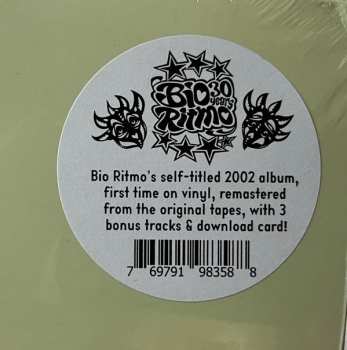 Bio 30
years
Ritmo
Bio Ritmo's self-titled 2002 album,
first time on vinyl, remastered
from the original tapes, with 3
bonus tracks & download card!
7 69791 98358 8